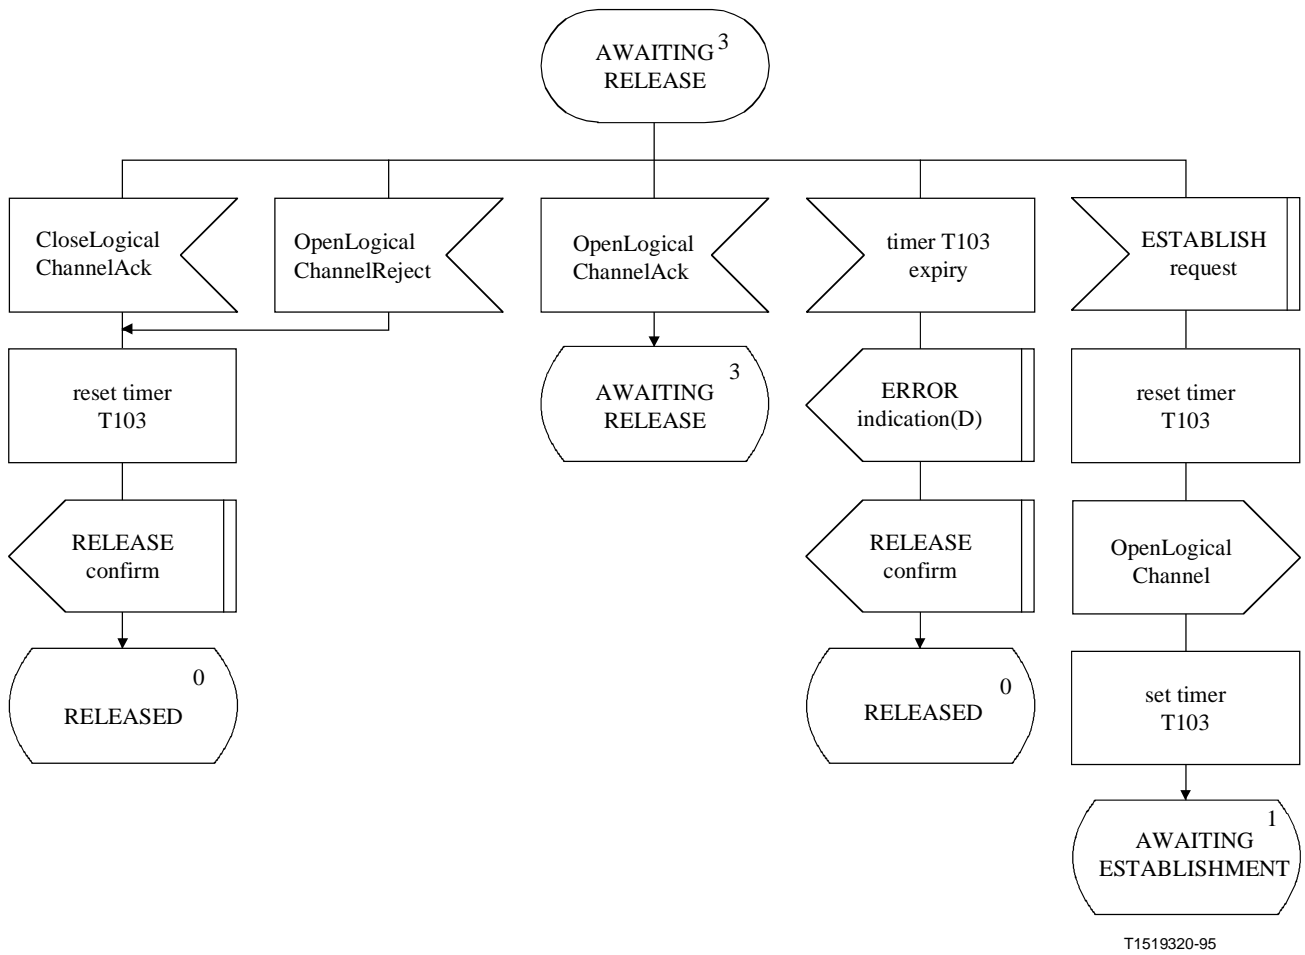 AWAITING 3
RELEASE
CloseLogical
ChannelAck
OpenLogical
ChannelReject
OpenLogical
ChannelAck
timer T103
expiry
ESTABLISH
request
reset timer
T103
3
AWAITING
RELEASE
ERROR
indication(D)
reset timer
T103
RELEASE
confirm
RELEASE
confirm
OpenLogical
Channel
0
RELEASED
0
RELEASED
set timer
T103
1
AWAITING
ESTABLISHMENT
T1519320-95